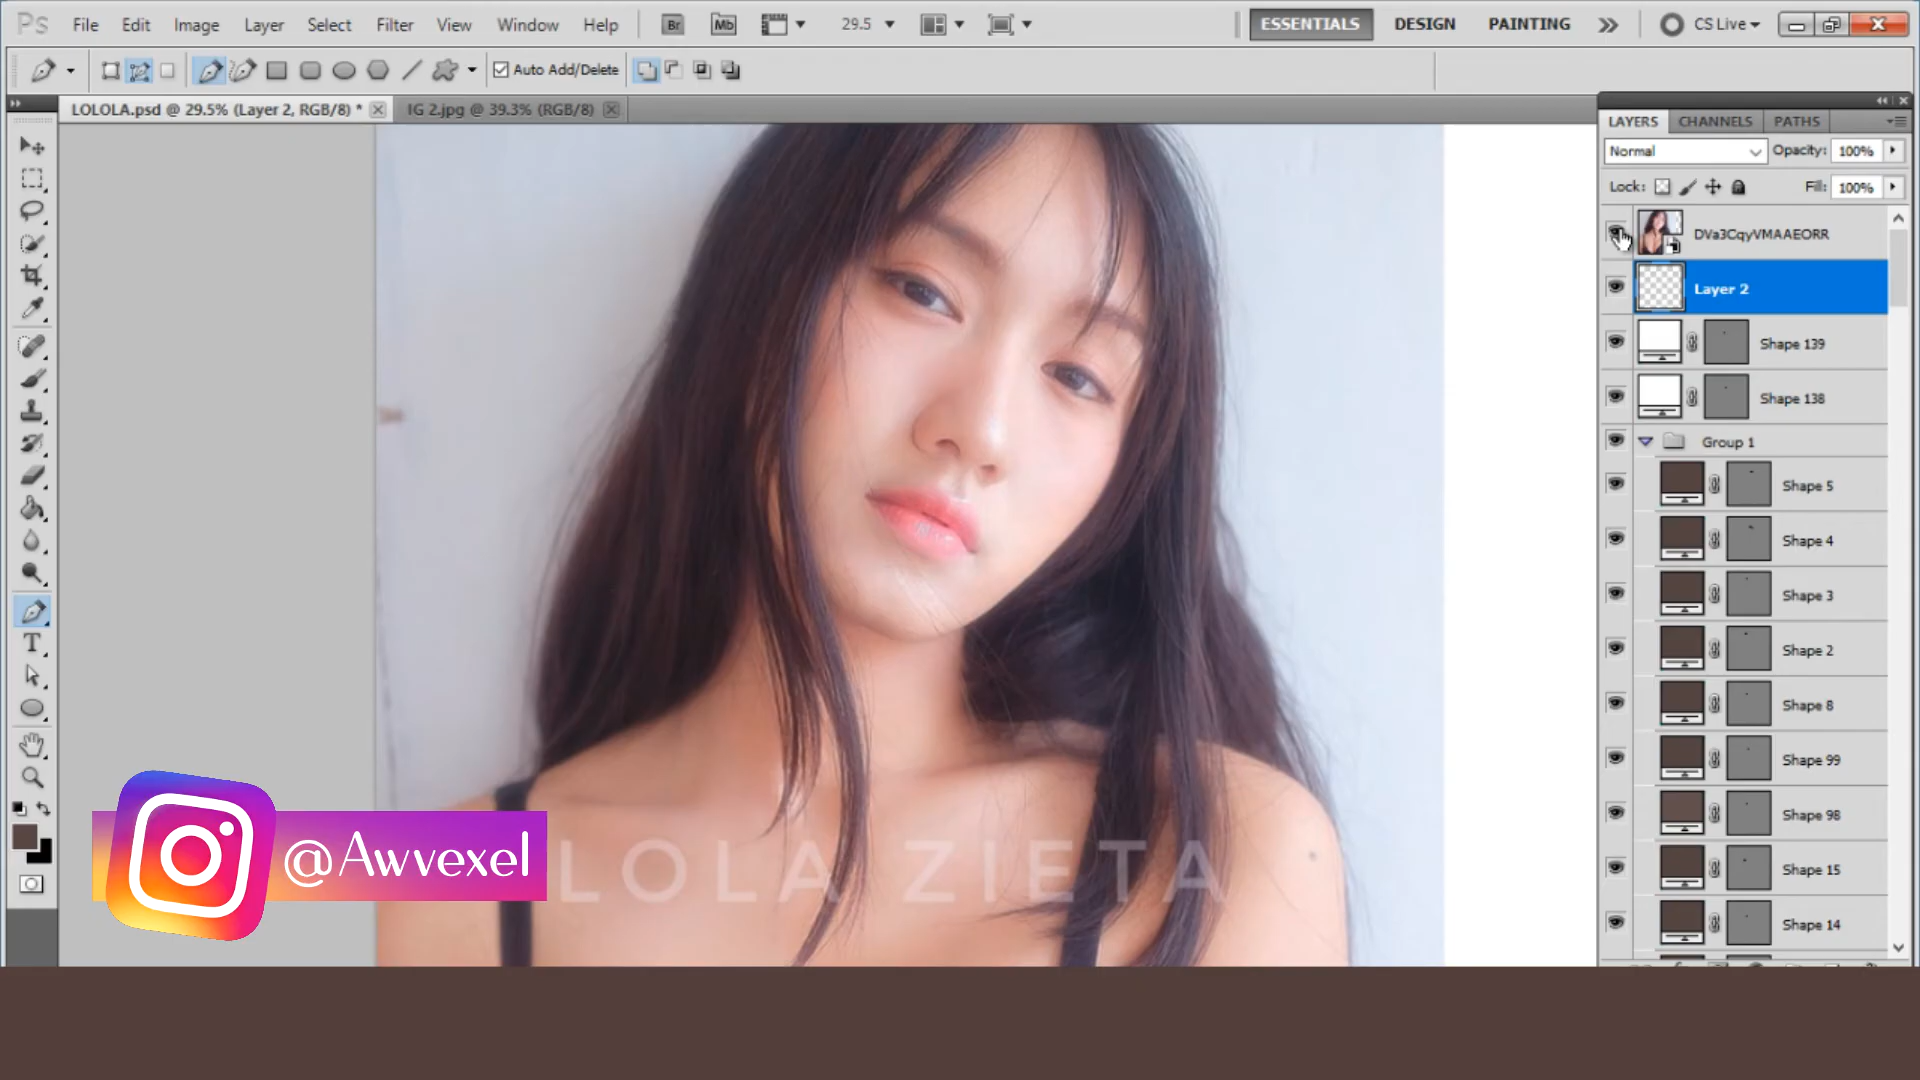 Ps File Edit Image Layer Select Filter View Window Help Br Mb 29.5 ESSENTIALS DESIGN PAINTING CS Live
Auto Add/Delete
LOLOLA.psd @ 29.5% (Layer 2, RGB/8) * IG 2.jpg @ 39.3% (RGB/8)
LAYERS CHANNELS PATHS
Normal Opacity: 100%
Lock: Fill: 100%
DVa3CqyVMAAEORR
Layer 2
Shape 139
Shape 138
Group 1
Shape 5
Shape 4
Shape 3
Shape 2
Shape 8
Shape 99
Shape 98
Shape 15
Shape 14
T
@Awvexel
LOLA ZIETA